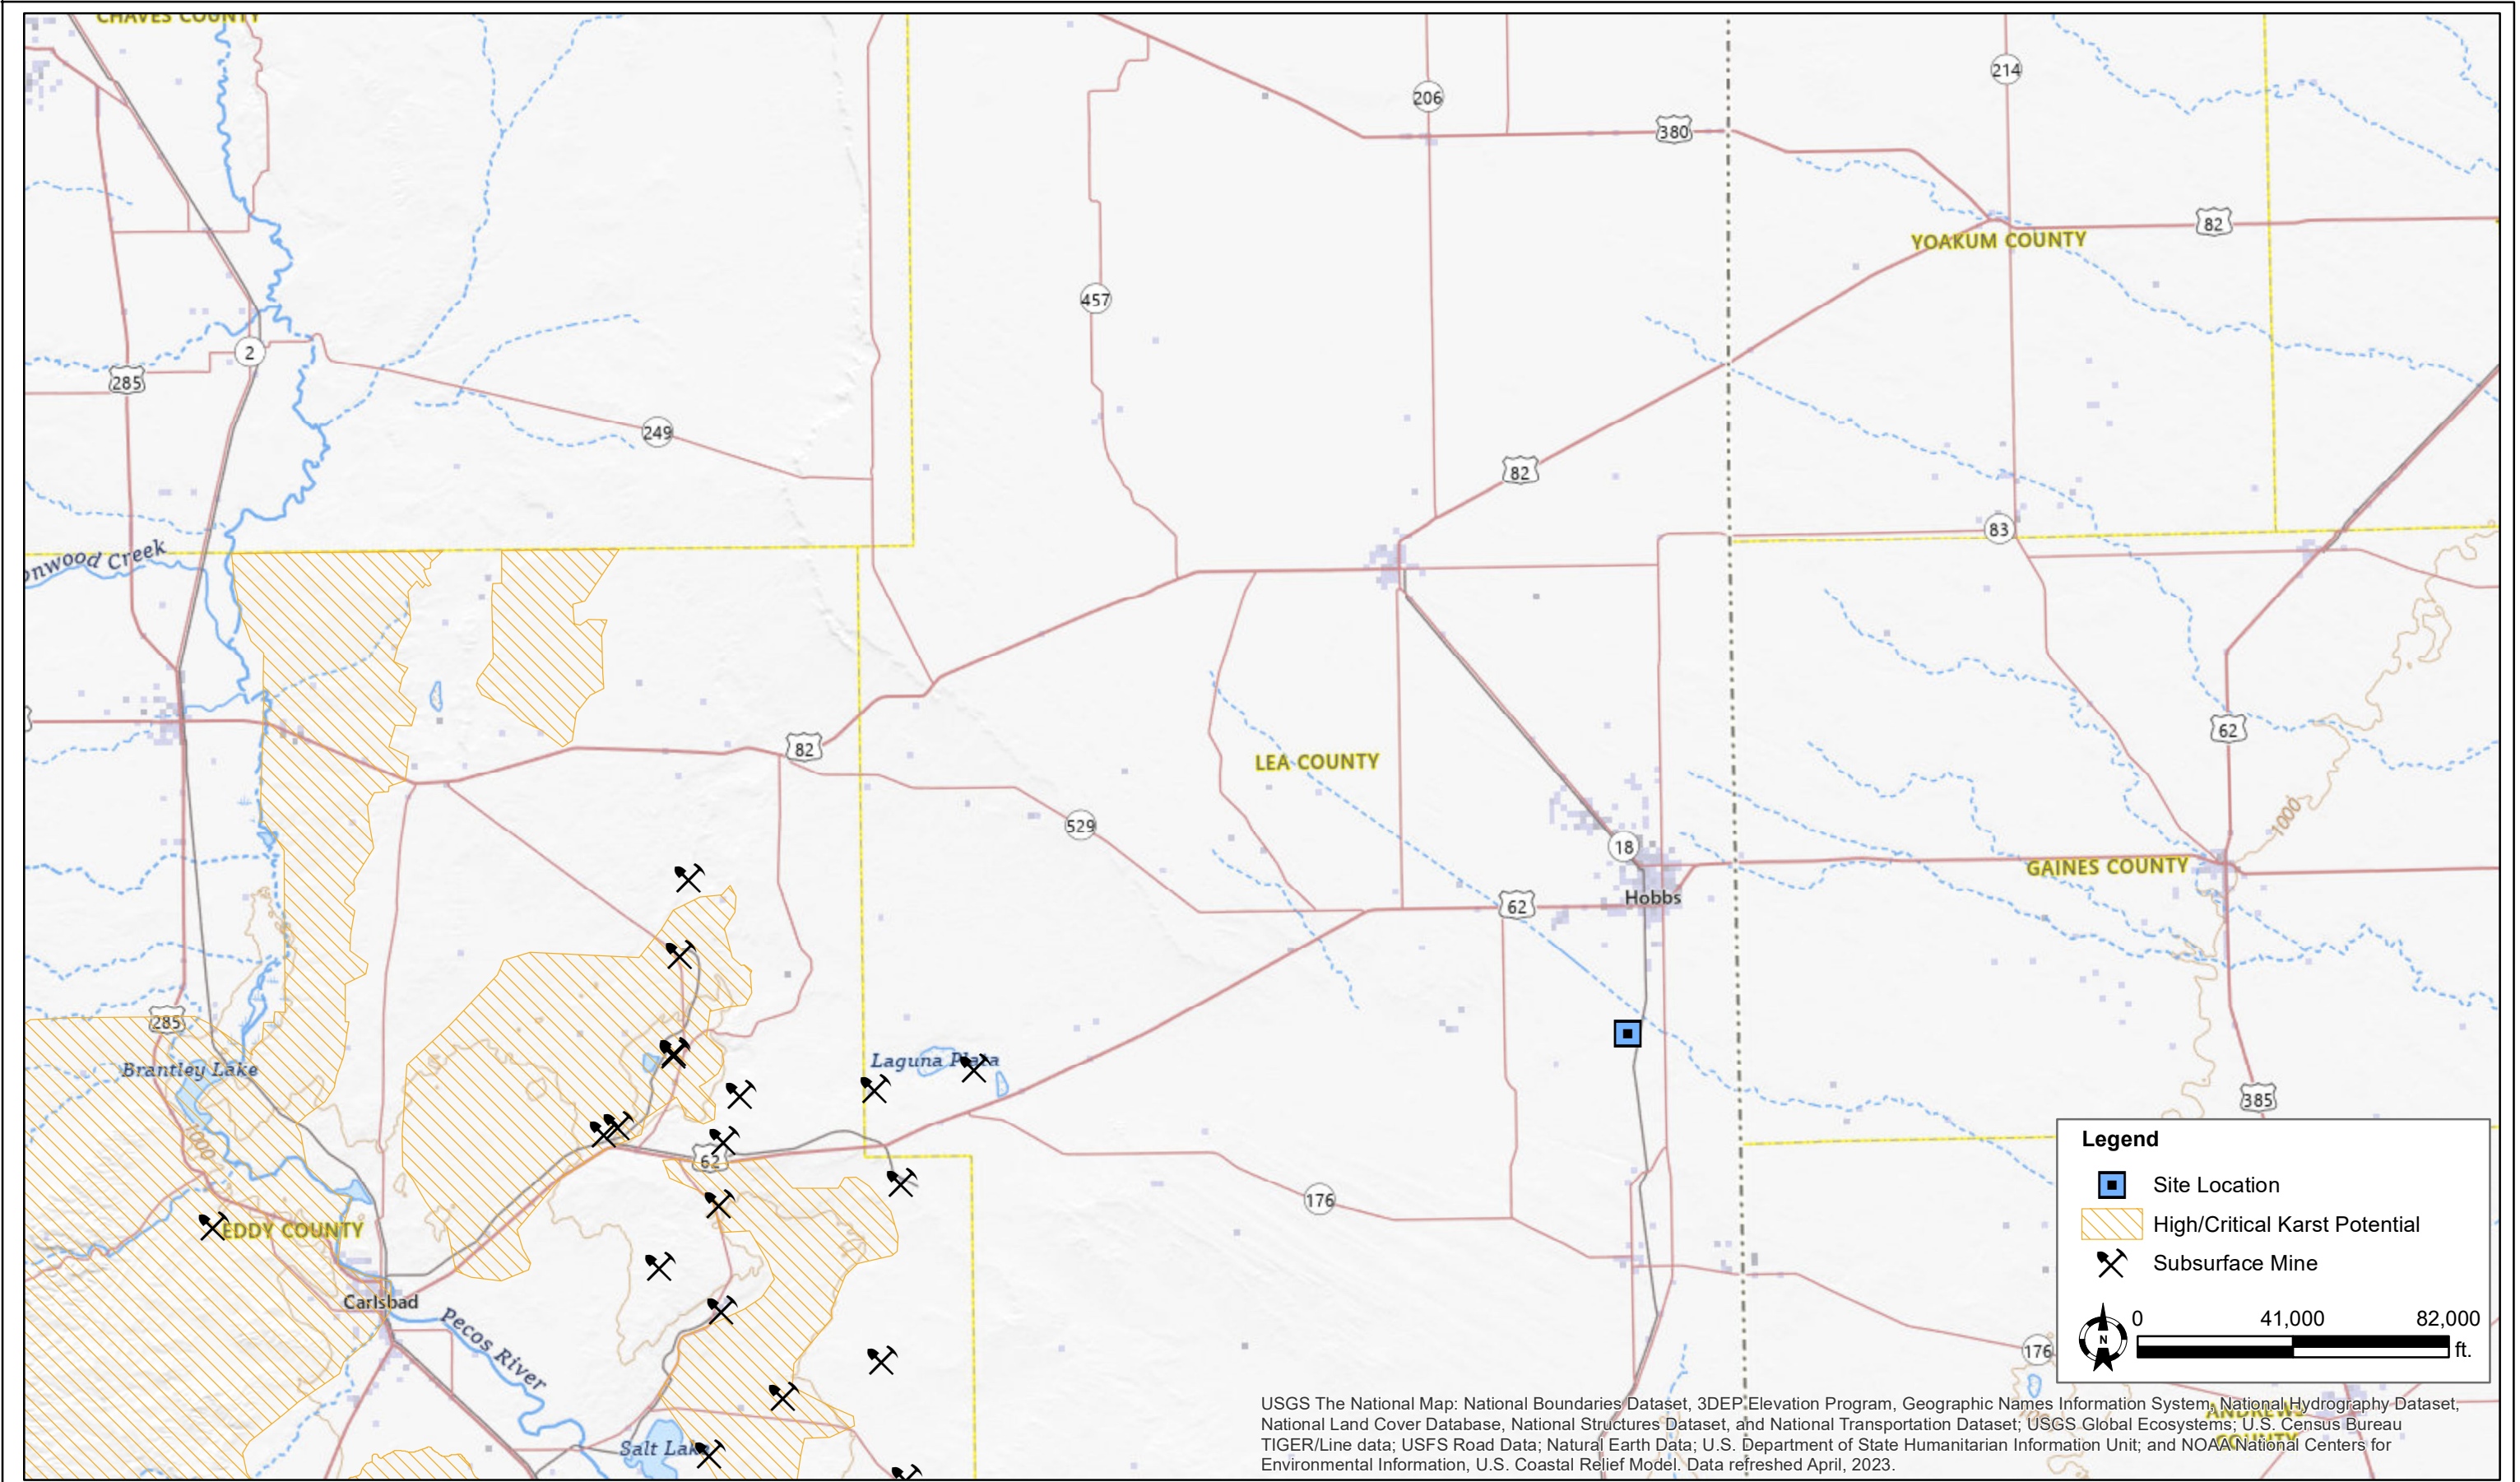 CHAVES COUNTY
214
206
380
82
YOAKUM COUNTY
457
2
285
249
82
83
onwood Creek
62
82
LEA COUNTY
1000
529
18
GAINES COUNTY
Hobbs
62
285
Brantley Lake
Laguna Plata
385
1000
62
176
EDDY COUNTY
Carlsbad
Pecos River
Salt Lake
176
Legend
Site Location
High/Critical Karst Potential
Subsurface Mine
N
0 41,000 82,000
ft.
ANDREWS
COUNTY
USGS The National Map: National Boundaries Dataset, 3DEP Elevation Program, Geographic Names Information System, National Hydrography Dataset,
National Land Cover Database, National Structures Dataset, and National Transportation Dataset; USGS Global Ecosystems; U.S. Census Bureau
TIGER/Line data; USFS Road Data; Natural Earth Data; U.S. Department of State Humanitarian Information Unit; and NOAA National Centers for
Environmental Information, U.S. Coastal Relief Model. Data refreshed April, 2023.